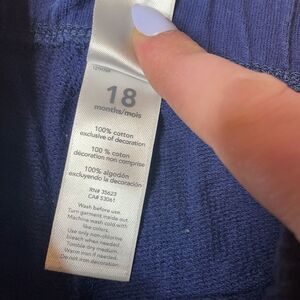 18
months/mois
100% cotton
exclusive of decoration
100 % coton
décoration non comprise
100% algodón
excluyendo la decoración
RN# 35623
CA# 53061
Wash before use.
Turn garment inside out.
Machine wash cold with
like colors.
Use only non-chlorine
bleach when needed.
Tumble dry medium.
Warm iron if needed.
Do not iron decoration.